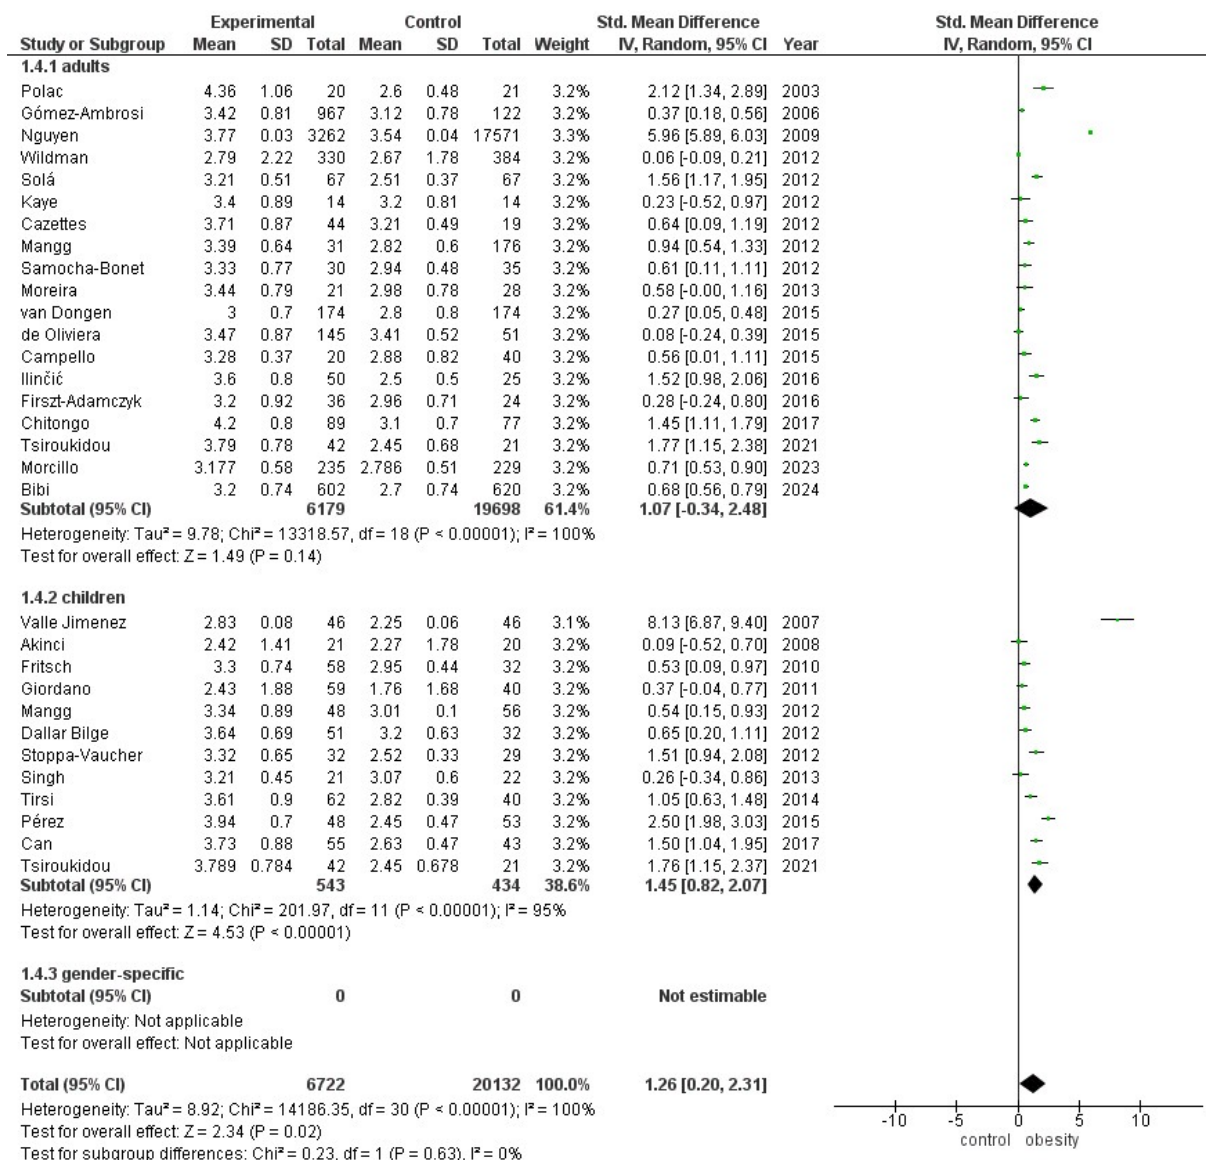 Experimental Control Std. Mean Difference Std. Mean Difference
Study or Subgroup Mean SD Total Mean SD Total Weight IV, Random, 95% CI Year IV, Random, 95% CI
1.4.1 adults
Polac 4.36 1.06 20 2.6 0.48 21 3.2% 2.12 [1.34, 2.89] 2003
Gómez-Ambrosi 3.42 0.81 967 3.12 0.78 122 3.2% 0.37 [0.18, 0.56] 2006
Nguyen 3.77 0.03 3262 3.54 0.04 17571 3.3% 5.96 [5.89, 6.03] 2009
Wildman 2.79 2.22 330 2.67 1.78 384 3.2% 0.06 [-0.09, 0.21] 2012
Solá 3.21 0.51 67 2.51 0.37 67 3.2% 1.56 [1.17, 1.95] 2012
Kaye 3.4 0.89 14 3.2 0.81 14 3.2% 0.23 [-0.52, 0.97] 2012
Cazettes 3.71 0.87 44 3.21 0.49 19 3.2% 0.64 [0.09, 1.19] 2012
Mangg 3.39 0.64 31 2.82 0.6 176 3.2% 0.94 [0.54, 1.33] 2012
Samocha-Bonet 3.33 0.77 30 2.94 0.48 35 3.2% 0.61 [0.11, 1.11] 2012
Moreira 3.44 0.79 21 2.98 0.78 28 3.2% 0.58 [-0.00, 1.16] 2013
van Dongen 3 0.7 174 2.8 0.8 174 3.2% 0.27 [0.05, 0.48] 2015
de Oliviera 3.47 0.87 145 3.41 0.52 51 3.2% 0.08 [-0.24, 0.39] 2015
Campello 3.28 0.37 20 2.88 0.82 40 3.2% 0.56 [0.01, 1.11] 2015
Ilinčić 3.6 0.8 50 2.5 0.5 25 3.2% 1.52 [0.98, 2.06] 2016
Firszt-Adamczyk 3.2 0.92 36 2.96 0.71 24 3.2% 0.28 [-0.24, 0.80] 2016
Chitongo 4.2 0.8 89 3.1 0.7 77 3.2% 1.45 [1.11, 1.79] 2017
Tsiroukidou 3.79 0.78 42 2.45 0.68 21 3.2% 1.77 [1.15, 2.38] 2021
Morcillo 3.177 0.58 235 2.786 0.51 229 3.2% 0.71 [0.53, 0.90] 2023
Bibi 3.2 0.74 602 2.7 0.74 620 3.2% 0.68 [0.56, 0.79] 2024
Subtotal (95% CI) 6179 19698 61.4% 1.07 [-0.34, 2.48]
Heterogeneity: Tau² = 9.78; Chi² = 13318.57, df = 18 (P < 0.00001); I² = 100%
Test for overall effect: Z = 1.49 (P = 0.14)
1.4.2 children
Valle Jimenez 2.83 0.08 46 2.25 0.06 46 3.1% 8.13 [6.87, 9.40] 2007
Akinci 2.42 1.41 21 2.27 1.78 20 3.2% 0.09 [-0.52, 0.70] 2008
Fritsch 3.3 0.74 58 2.95 0.44 32 3.2% 0.53 [0.09, 0.97] 2010
Giordano 2.43 1.88 59 1.76 1.68 40 3.2% 0.37 [-0.04, 0.77] 2011
Mangg 3.34 0.89 48 3.01 0.1 56 3.2% 0.54 [0.15, 0.93] 2012
Dallar Bilge 3.64 0.69 51 3.2 0.63 32 3.2% 0.65 [0.20, 1.11] 2012
Stoppa-Vaucher 3.32 0.65 32 2.52 0.33 29 3.2% 1.51 [0.94, 2.08] 2012
Singh 3.21 0.45 21 3.07 0.6 22 3.2% 0.26 [-0.34, 0.86] 2013
Tirsi 3.61 0.9 62 2.82 0.39 40 3.2% 1.05 [0.63, 1.48] 2014
Pérez 3.94 0.7 48 2.45 0.47 53 3.2% 2.50 [1.98, 3.03] 2015
Can 3.73 0.88 55 2.63 0.47 43 3.2% 1.50 [1.04, 1.95] 2017
Tsiroukidou 3.789 0.784 42 2.45 0.678 21 3.2% 1.76 [1.15, 2.37] 2021
Subtotal (95% CI) 543 434 38.6% 1.45 [0.82, 2.07]
Heterogeneity: Tau² = 1.14; Chi² = 201.97, df = 11 (P < 0.00001); I² = 95%
Test for overall effect: Z = 4.53 (P < 0.00001)
1.4.3 gender-specific
Subtotal (95% CI) 0 0 Not estimable
Heterogeneity: Not applicable
Test for overall effect: Not applicable
Total (95% CI) 6722 20132 100.0% 1.26 [0.20, 2.31]
Heterogeneity: Tau² = 8.92; Chi² = 14186.35, df = 30 (P < 0.00001); I² = 100%
Test for overall effect: Z = 2.34 (P = 0.02)
Test for subgroup differences: Chi² = 0.23, df = 1 (P = 0.63), I² = 0%
-10 -5 0 5 10
control obesity